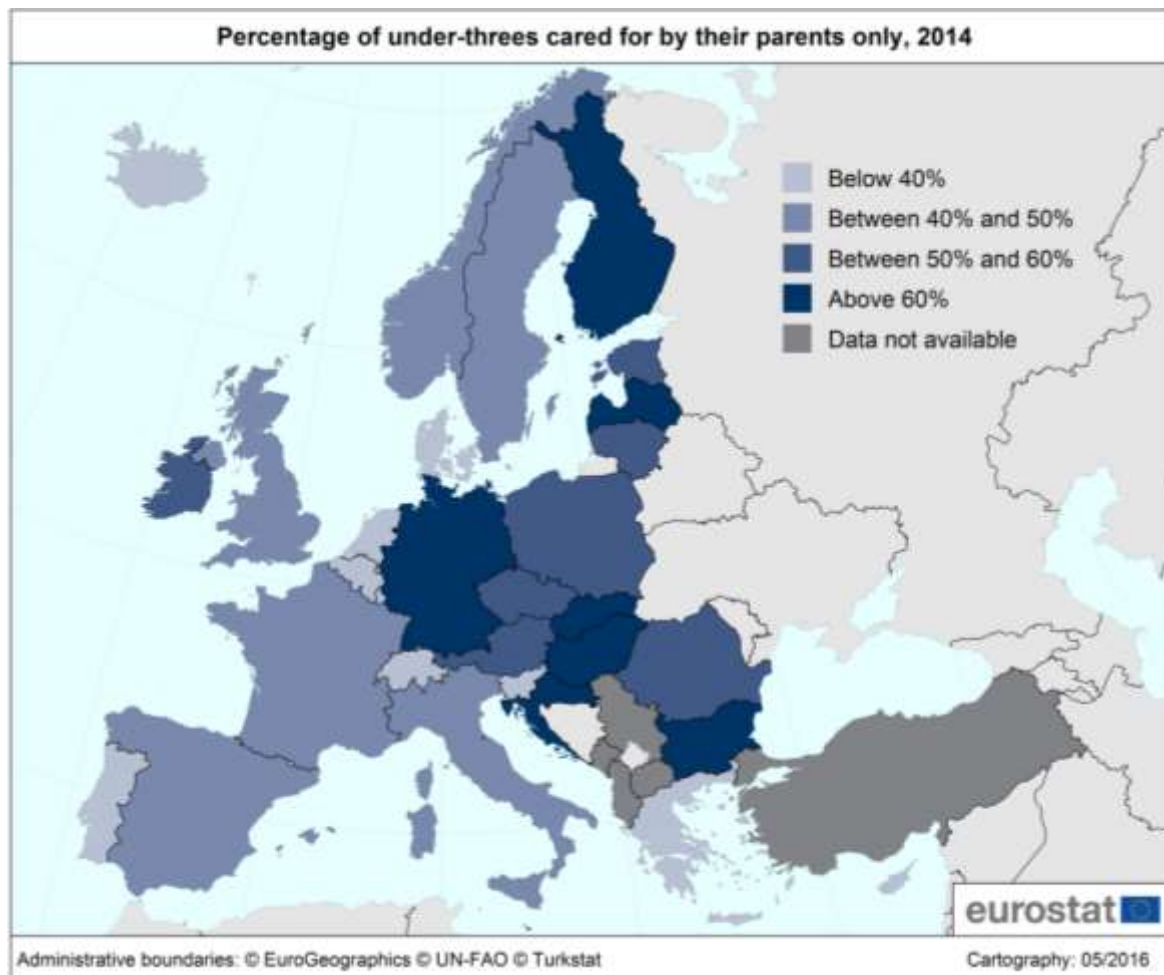 Percentage of under-threes cared for by their parents only, 2014
Below 40%
Between 40% and 50%
Between 50% and 60%
Above 60%
Data not available
eurostat
Administrative boundaries: © EuroGeographics © UN-FAO © Turkstat
Cartography: 05/2016